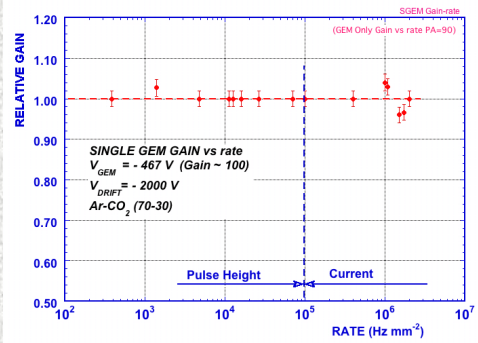 SGEM Gain-rate
(GEM Only Gain vs rate PA=90)
RELATIVE GAIN
1.20
1.10
1.00
0.90
0.80
0.70
0.60
0.50
SINGLE GEM GAIN vs rate
V_GEM = - 467 V (Gain ~ 100)
V_DRIFT = - 2000 V
Ar-CO_2 (70-30)
Pulse Height Current
10^2 10^3 10^4 10^5 10^6 10^7
RATE (Hz mm^-2)